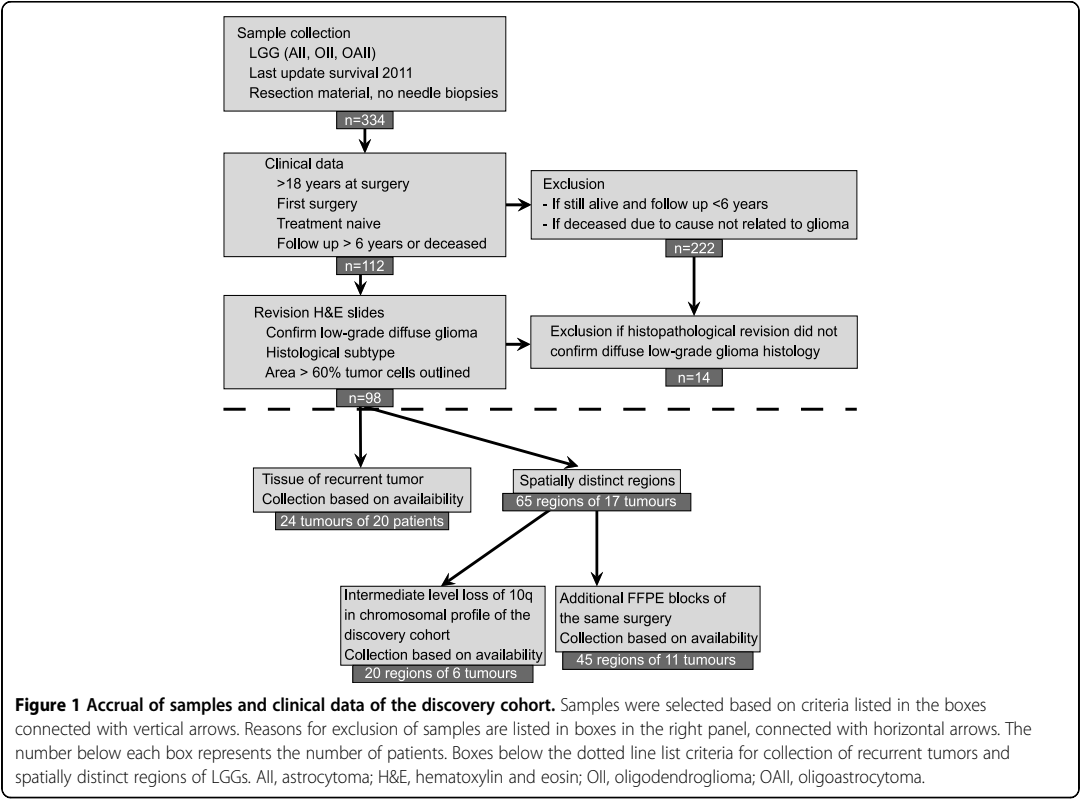 Sample collection
LGG (AII, OII, OAII)
Last update survival 2011
Resection material, no needle biopsies
n=334
Clinical data
>18 years at surgery
First surgery
Treatment naive
Follow up > 6 years or deceased
n=112
Exclusion
- If still alive and follow up <6 years
- If deceased due to cause not related to glioma
n=222
Revision H&E slides
Confirm low-grade diffuse glioma
Histological subtype
Area > 60% tumor cells outlined
n=98
Exclusion if histopathological revision did not
confirm diffuse low-grade glioma histology
n=14
Tissue of recurrent tumor
Collection based on availaibility
24 tumours of 20 patients
Spatially distinct regions
65 regions of 17 tumours
Intermediate level loss of 10q
in chromosomal profile of the
discovery cohort
Collection based on availability
20 regions of 6 tumours
Additional FFPE blocks of
the same surgery
Collection based on availability
45 regions of 11 tumours
Figure 1 Accrual of samples and clinical data of the discovery cohort. Samples were selected based on criteria listed in the boxes
connected with vertical arrows. Reasons for exclusion of samples are listed in boxes in the right panel, connected with horizontal arrows. The
number below each box represents the number of patients. Boxes below the dotted line list criteria for collection of recurrent tumors and
spatially distinct regions of LGGs. AII, astrocytoma; H&E, hematoxylin and eosin; OII, oligodendroglioma; OAII, oligoastrocytoma.